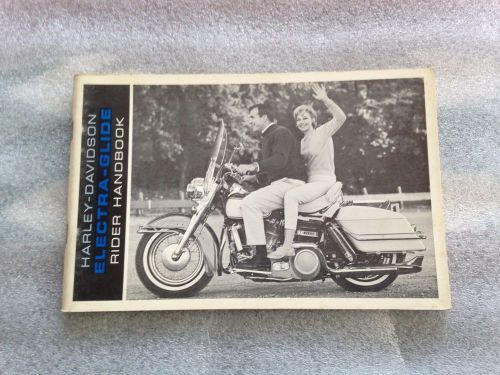 HARLEY-DAVIDSON
ELECTRA-GLIDE
RIDER HANDBOOK